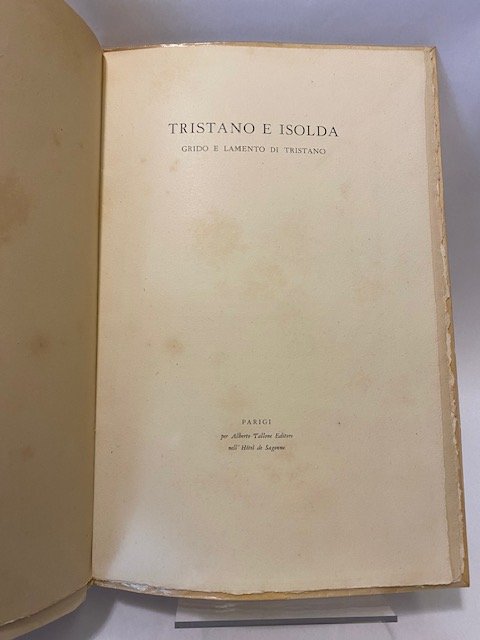 TRISTANO E ISOLDA
GRIDO E LAMENTO DI TRISTANO
PARIGI
per Alberto Tallone Editore
nell' Hôtel de Sagonne